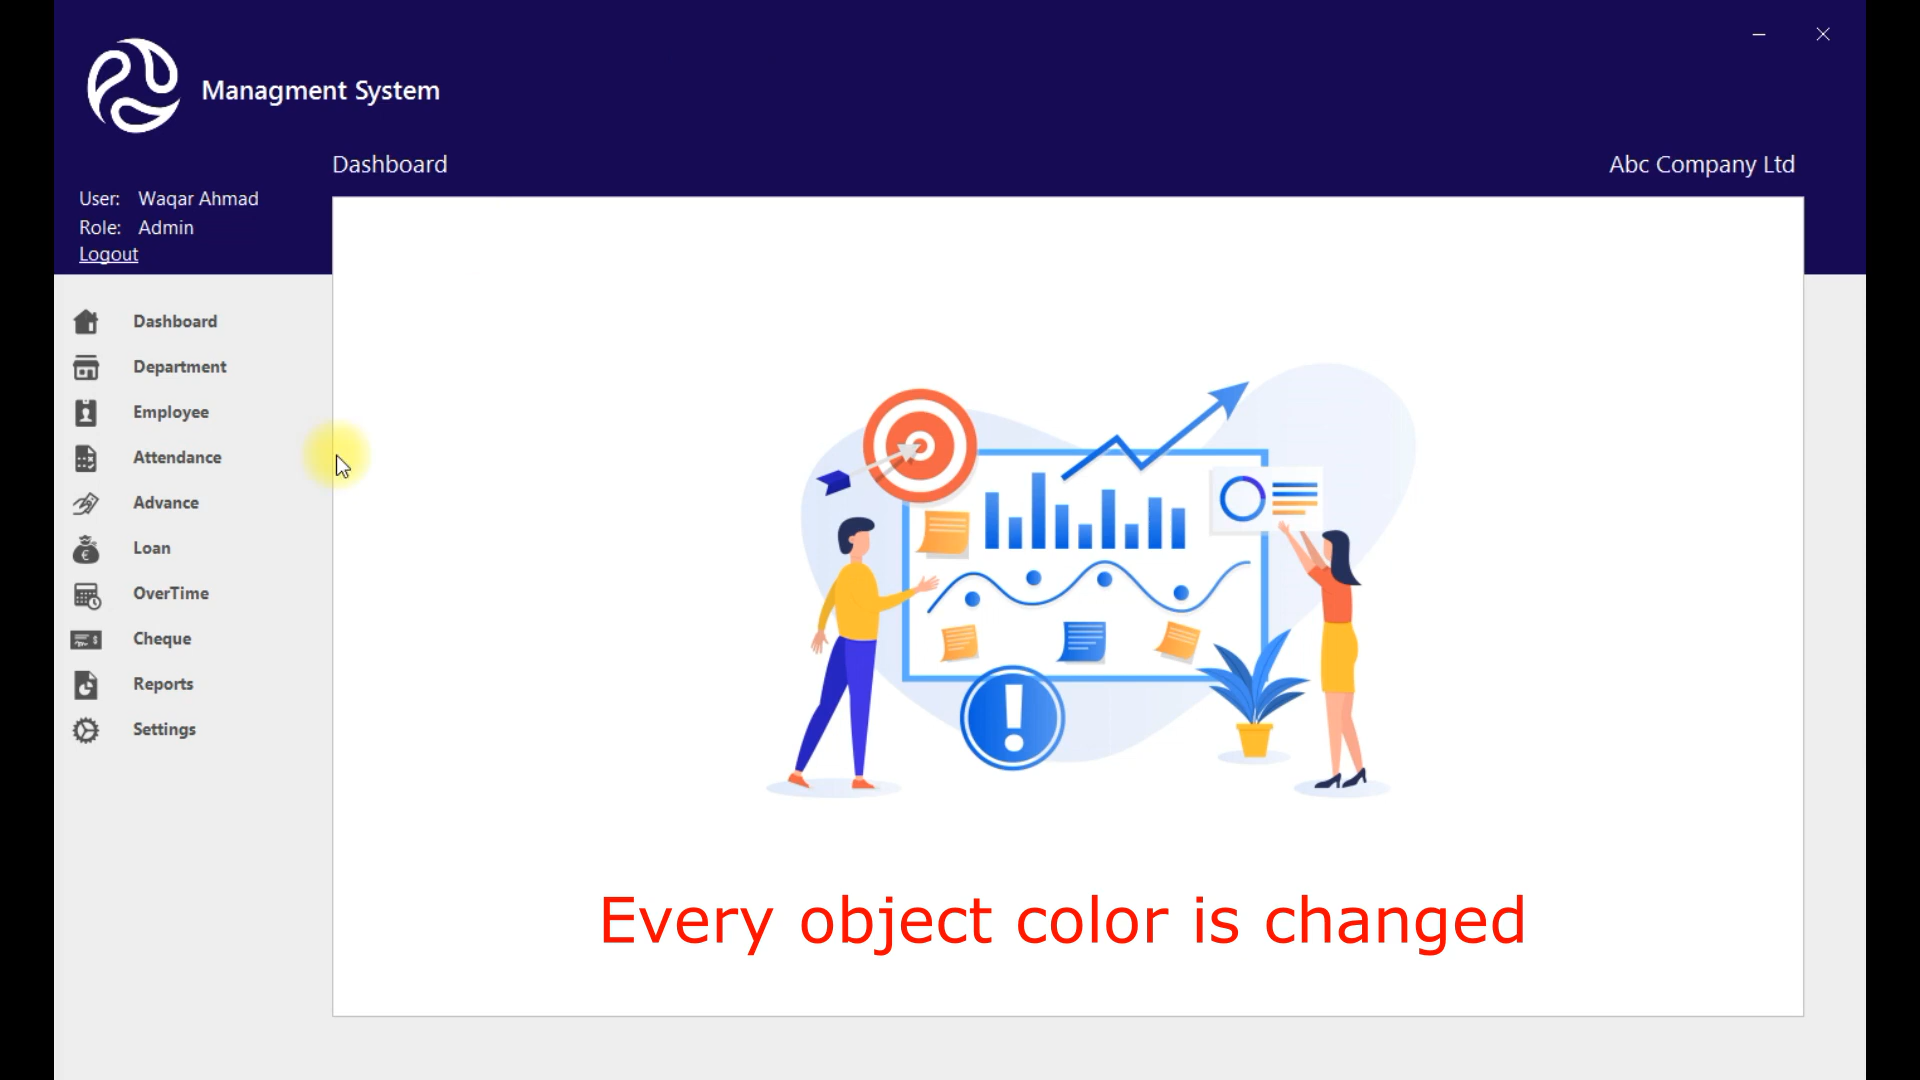 Managment System
Dashboard
Abc Company Ltd
User: Waqar Ahmad
Role: Admin
Logout
Dashboard
Department
Employee
Attendance
Advance
Loan
OverTime
Cheque
Reports
Settings
Every object color is changed